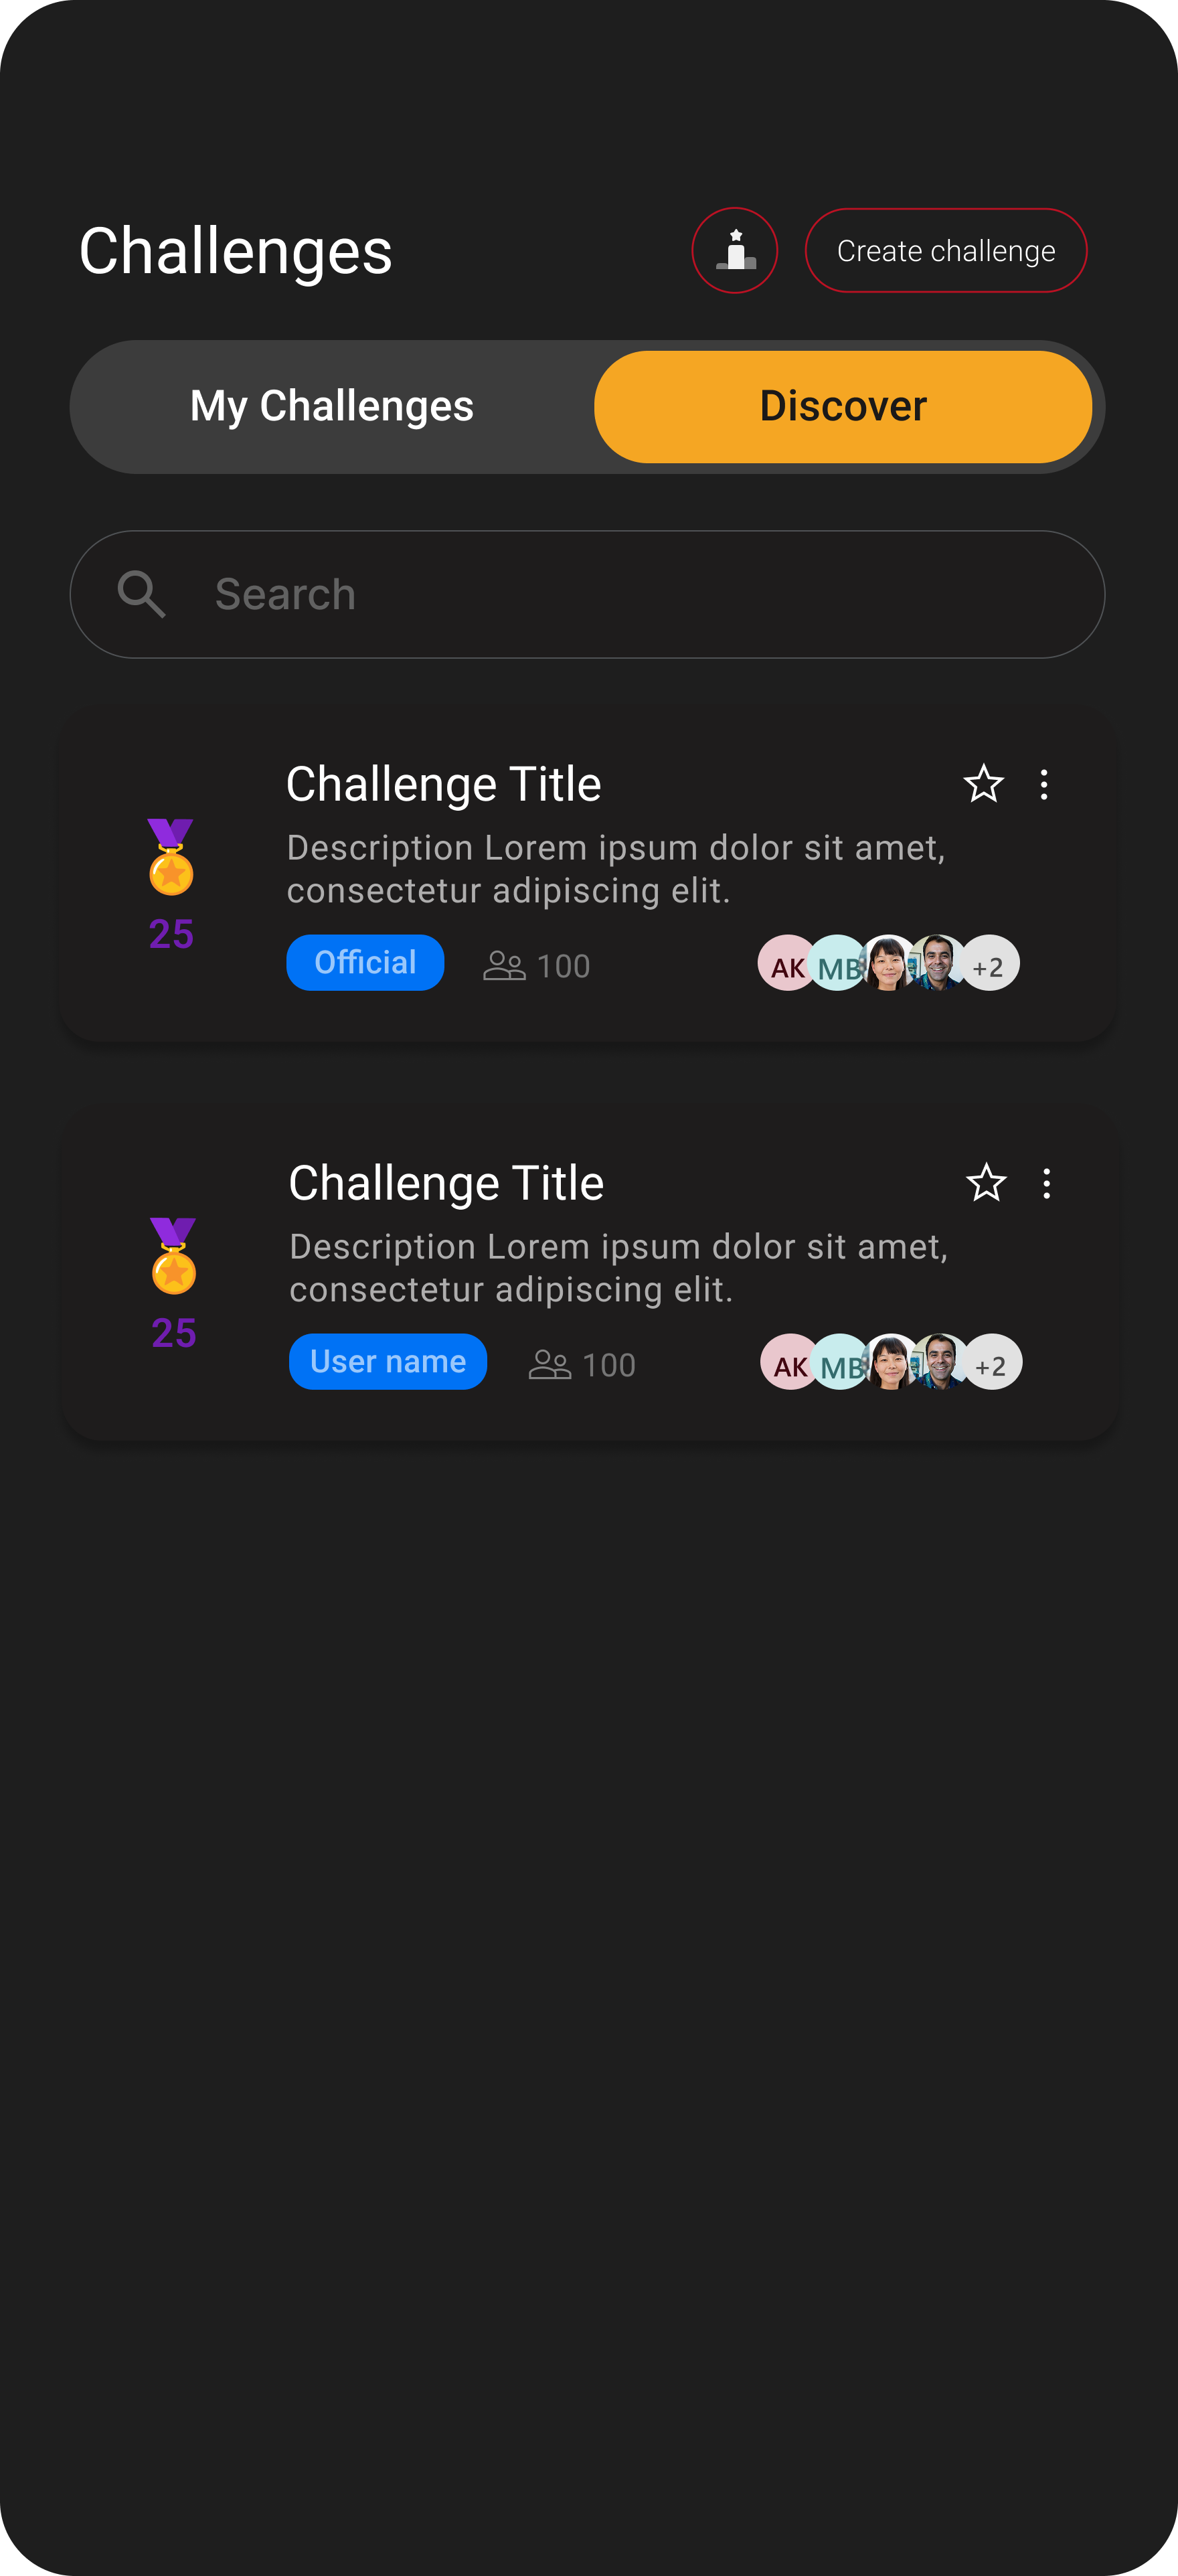 Challenges
Create challenge
My Challenges
Discover
Search
Challenge Title
Description Lorem ipsum dolor sit amet,
consectetur adipiscing elit.
25
Official
100
AK
MB
+2
Challenge Title
Description Lorem ipsum dolor sit amet,
consectetur adipiscing elit.
25
User name
100
AK
MB
+2